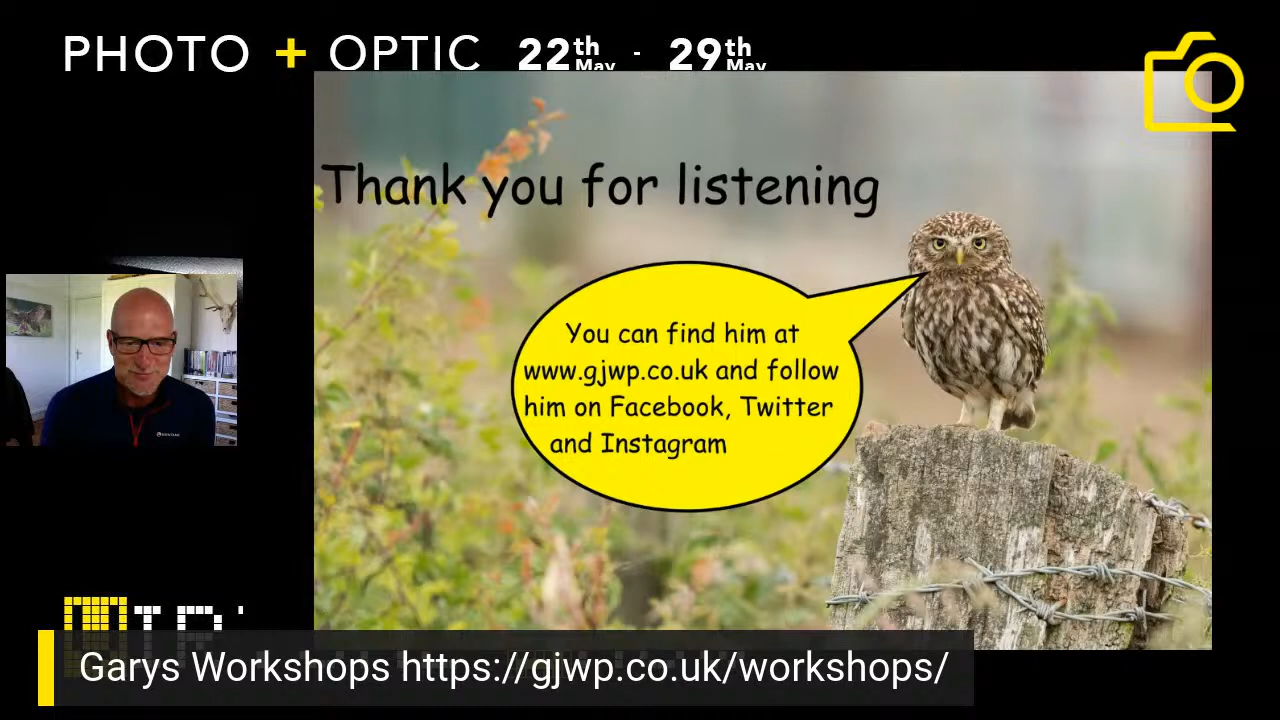 PHOTO + OPTIC 22th May - 29th May
Thank you for listening
You can find him at
www.gjwp.co.uk and follow
him on Facebook, Twitter
and Instagram
Garys Workshops https://gjwp.co.uk/workshops/